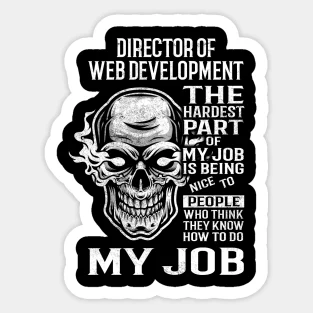 DIRECTOR OF
WEB DEVELOPMENT
THE
HARDEST
PART
OF
MY JOB
IS BEING
NICE TO
PEOPLE
WHO THINK
THEY KNOW
HOW TO DO
MY JOB